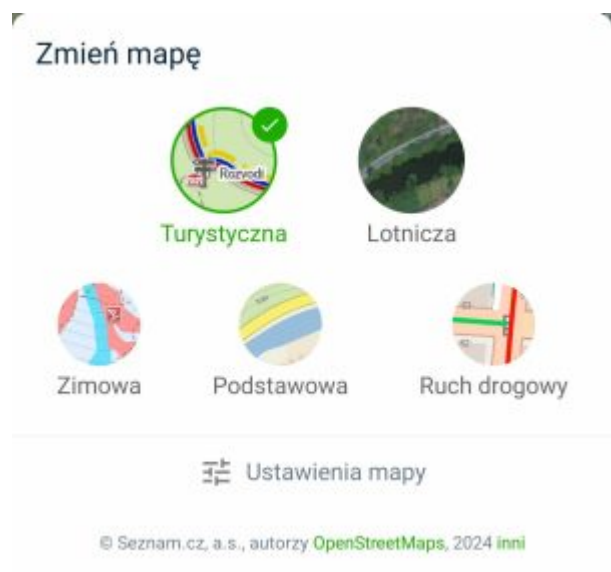 Zmień mapę
Rozvodí
Turystyczna
Lotnicza
Zimowa
Podstawowa
Ruch drogowy
Ustawienia mapy
© Seznam.cz, a.s., autorzy OpenStreetMaps, 2024 inni